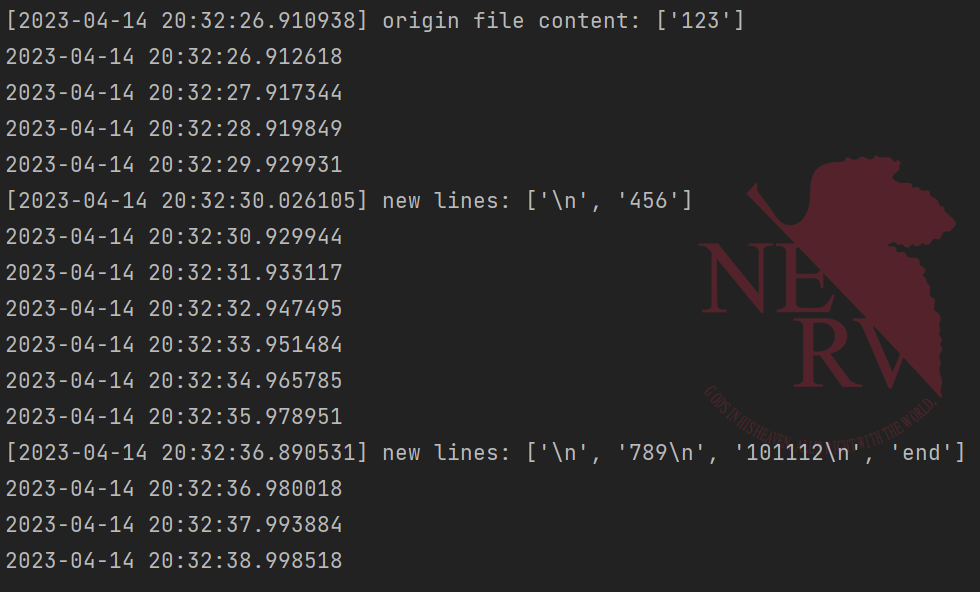 [2023-04-14 20:32:26.910938] origin file content: ['123']
2023-04-14 20:32:26.912618
2023-04-14 20:32:27.917344
2023-04-14 20:32:28.919849
2023-04-14 20:32:29.929931
[2023-04-14 20:32:30.026105] new lines: ['\n', '456']
2023-04-14 20:32:30.929944
2023-04-14 20:32:31.933117
2023-04-14 20:32:32.947495
2023-04-14 20:32:33.951484
2023-04-14 20:32:34.965785
2023-04-14 20:32:35.978951
[2023-04-14 20:32:36.890531] new lines: ['\n', '789\n', '101112\n', 'end']
2023-04-14 20:32:36.980018
2023-04-14 20:32:37.993884
2023-04-14 20:32:38.998518
NE
RV
GODS IN HIS HEAVEN. RIGHT WITH THE WORLD.